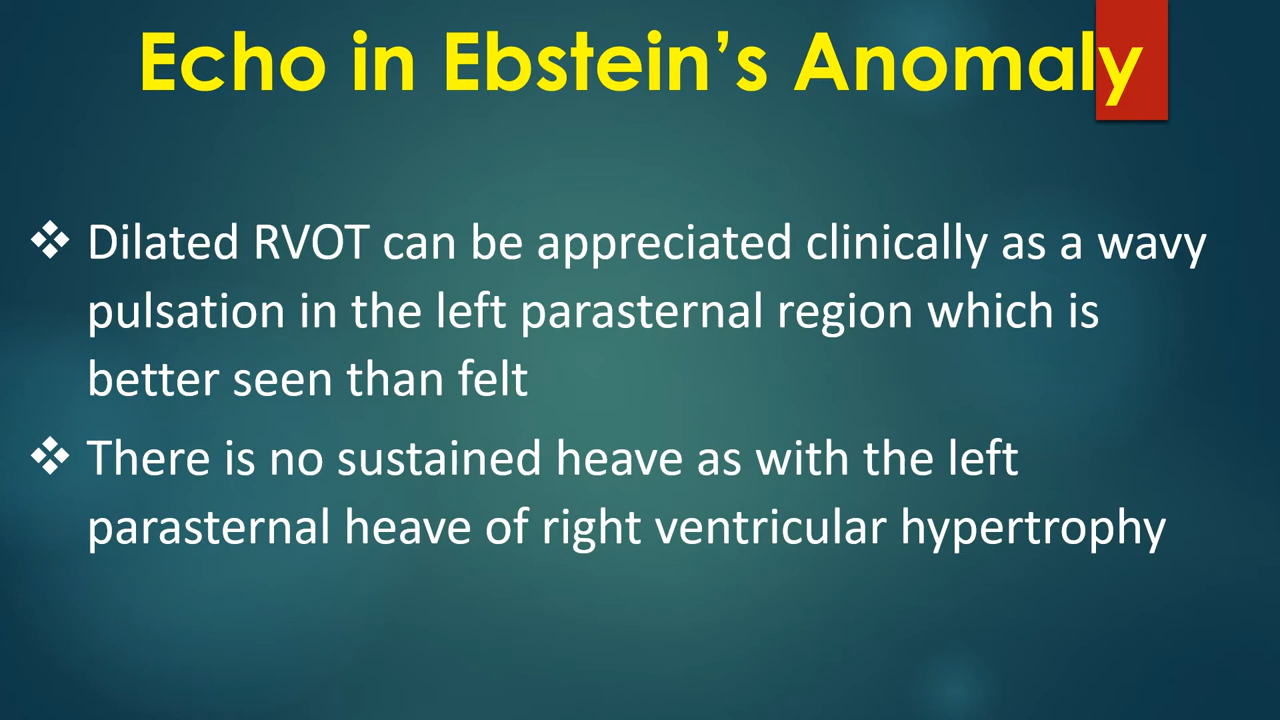 Echo in Ebstein’s Anomaly
❖ Dilated RVOT can be appreciated clinically as a wavy
pulsation in the left parasternal region which is
better seen than felt
❖ There is no sustained heave as with the left
parasternal heave of right ventricular hypertrophy